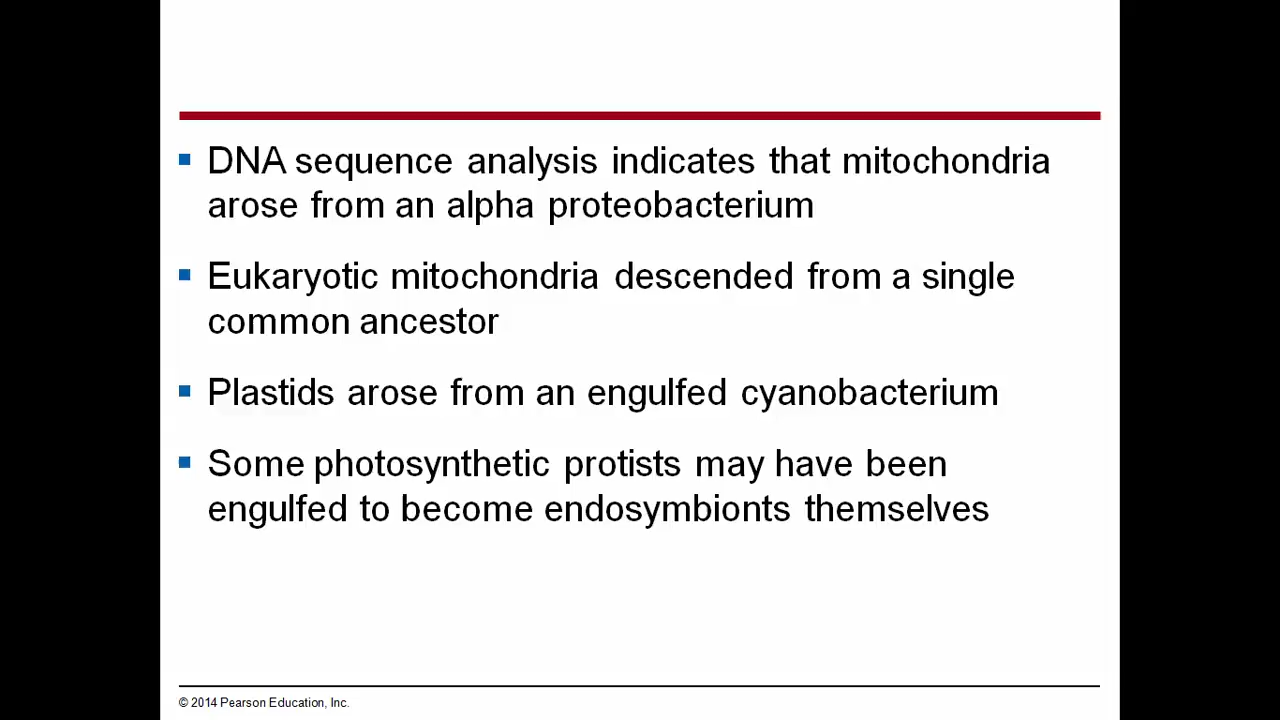 DNA sequence analysis indicates that mitochondria
arose from an alpha proteobacterium
Eukaryotic mitochondria descended from a single
common ancestor
Plastids arose from an engulfed cyanobacterium
Some photosynthetic protists may have been
engulfed to become endosymbionts themselves
© 2014 Pearson Education, Inc.